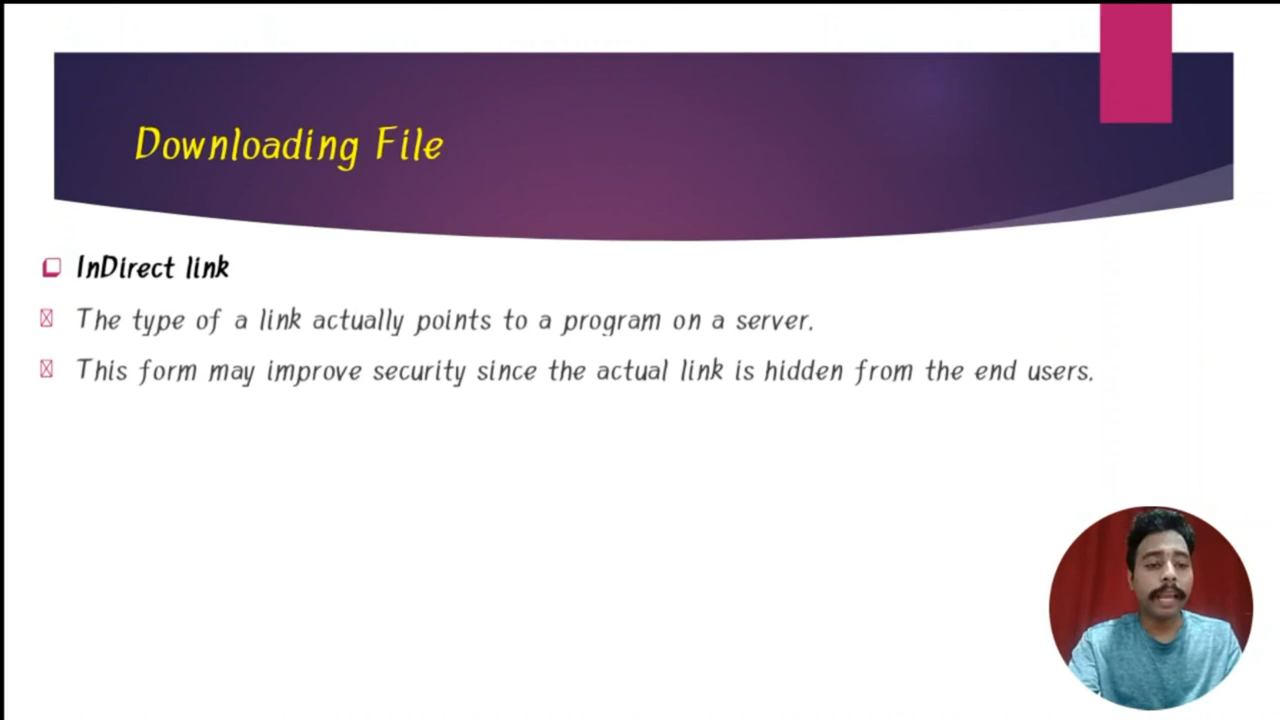 Downloading File
InDirect link
The type of a link actually points to a program on a server.
This form may improve security since the actual link is hidden from the end users.